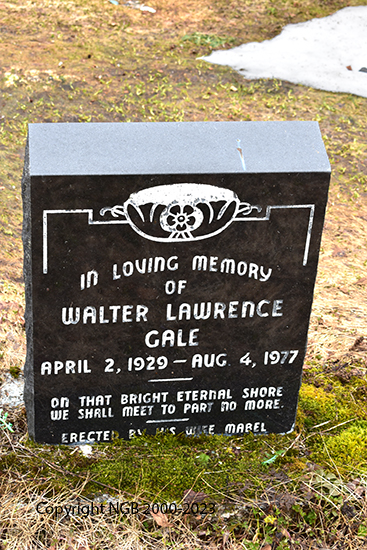 IN LOVING MEMORY
OF
WALTER LAWRENCE
GALE
APRIL 2, 1929 — AUG. 4, 1977
ON THAT BRIGHT ETERNAL SHORE
WE SHALL MEET TO PART NO MORE.
ERECTED BY HIS WIFE MABEL
Copyright NGB 2000-2023